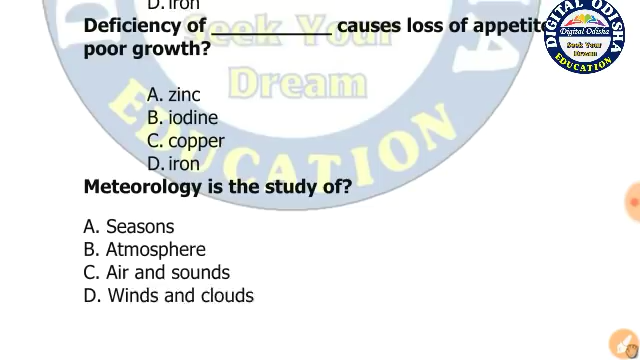 D. iron
Deficiency of ____________ causes loss of appetite
poor growth?
A. zinc
B. iodine
C. copper
D. iron
Meteorology is the study of?
A. Seasons
B. Atmosphere
C. Air and sounds
D. Winds and clouds
Seek Your
Dream
EDUCATION
DIGITAL ODISHA
Digital Odisha
Seek Your
Dream
EDUCATION